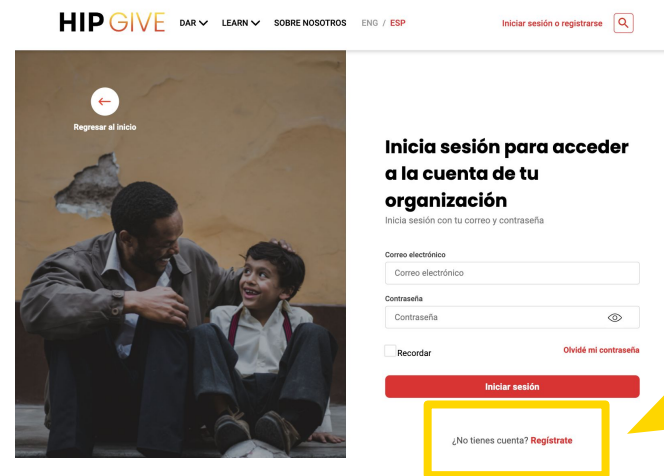 HIP GIVE DAR LEARN SOBRE NOSOTROS ENG / ESP Iniciar sesión o registrarse
Regresar al inicio
Inicia sesión para acceder
a la cuenta de tu
organización
Inicia sesión con tu correo y contraseña
Correo electrónico
Correo electrónico
Contraseña
Contraseña
Recordar Olvidé mi contraseña
Iniciar sesión
¿No tienes cuenta? Regístrate